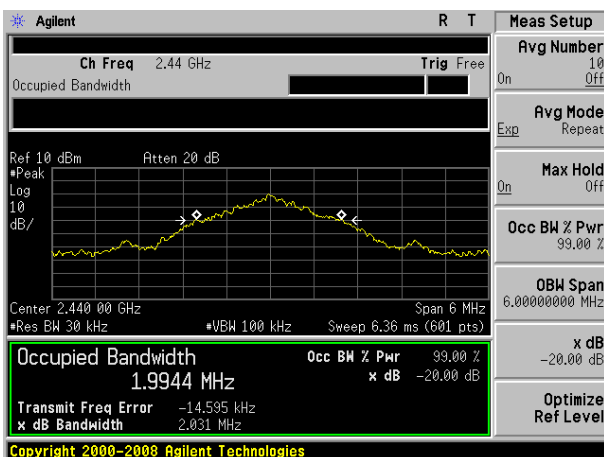 Agilent R T Meas Setup
Ch Freq 2.44 GHz Trig Free
Occupied Bandwidth
Ref 10 dBm Atten 20 dB
#Peak
Log
10
dB/
Center 2.440 00 GHz Span 6 MHz
#Res BW 30 kHz #VBW 100 kHz Sweep 6.36 ms (601 pts)
Occupied Bandwidth Occ BW % Pwr 99.00 %
1.9944 MHz x dB -20.00 dB
Transmit Freq Error -14.595 kHz
x dB Bandwidth 2.031 MHz
Copyright 2000-2008 Agilent Technologies
Avg Number
10
On Off
Avg Mode
Exp Repeat
Max Hold
On Off
Occ BW % Pwr
99.00 %
OBW Span
6.00000000 MHz
x dB
-20.00 dB
Optimize
Ref Level